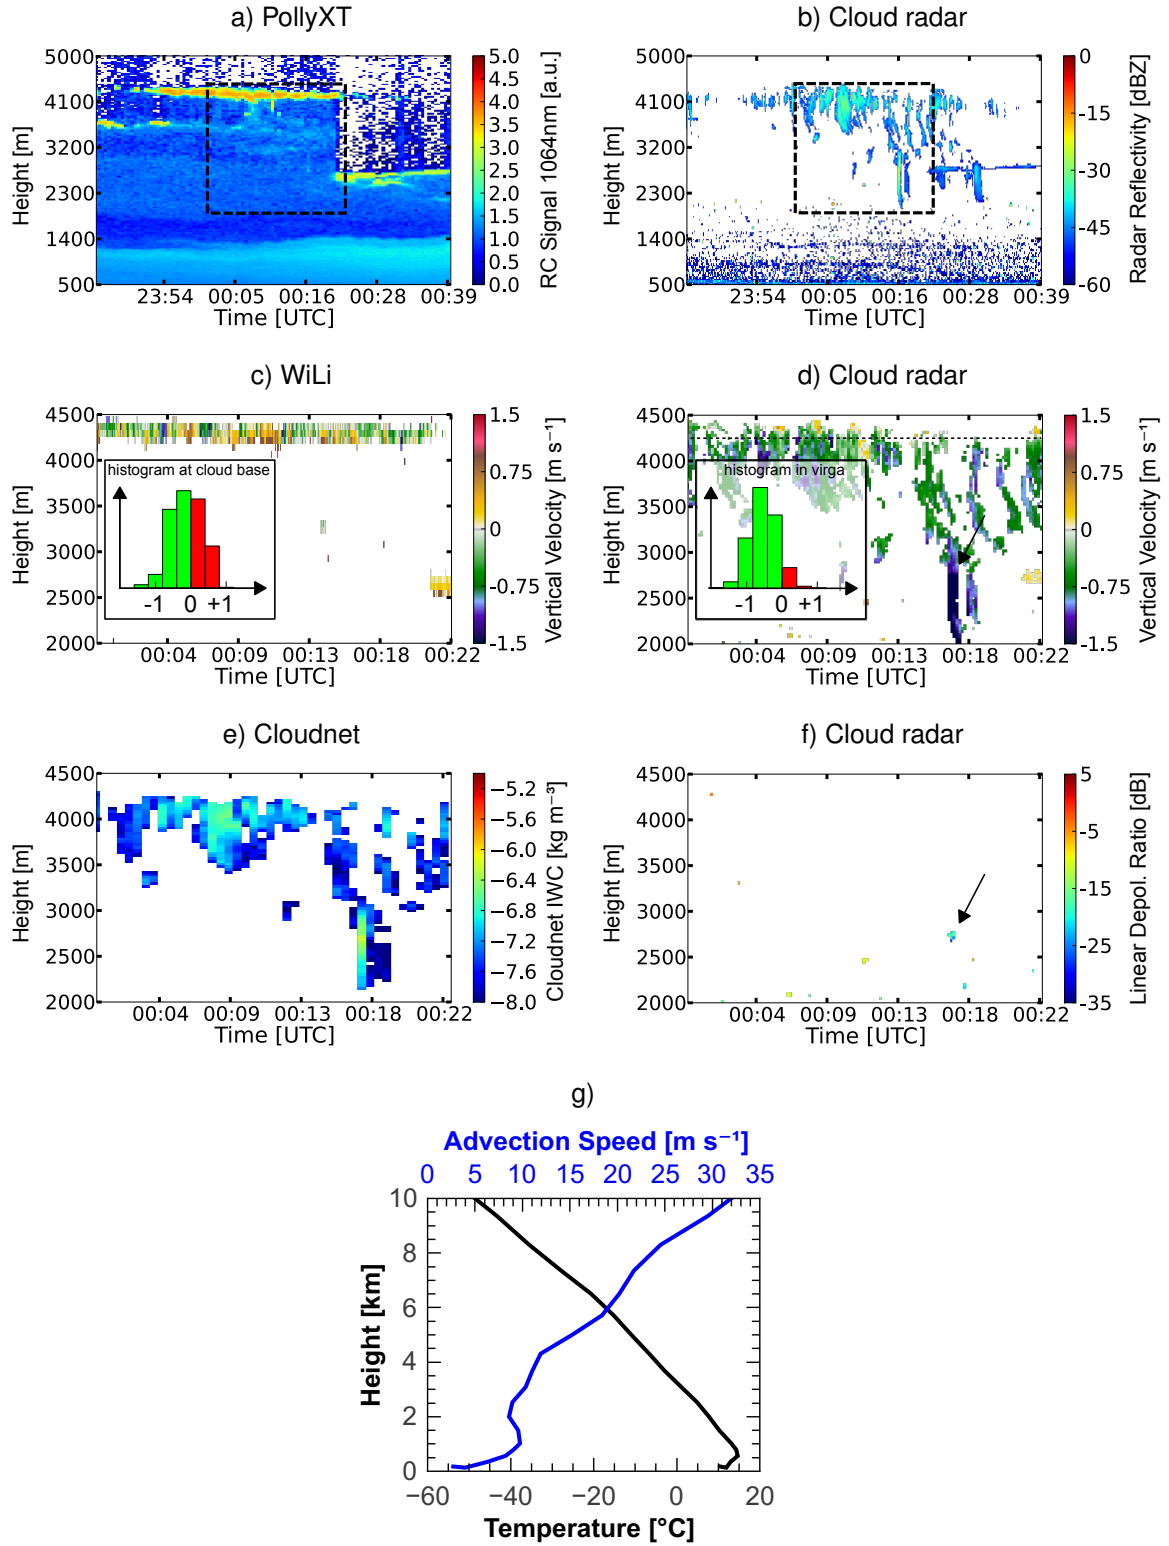 a) PollyXT
b) Cloud radar
5000
4100
3200
2300
1400
500
Height [m]
23:54 00:05 00:16 00:28 00:39
Time [UTC]
5.0
4.5
4.0
3.5
3.0
2.5
2.0
1.5
1.0
0.5
0.0
RC Signal 1064nm [a.u.]
5000
4100
3200
2300
1400
500
Height [m]
23:54 00:05 00:16 00:28 00:39
Time [UTC]
0
−15
−30
−45
−60
Radar Reflectivity [dBZ]
c) WiLi
d) Cloud radar
4500
4000
3500
3000
2500
2000
Height [m]
histogram at cloud base
-1 0 +1
00:04 00:09 00:13 00:18 00:22
Time [UTC]
1.5
0.75
0
−0.75
−1.5
Vertical Velocity [m s⁻¹]
4500
4000
3500
3000
2500
2000
Height [m]
histogram in virga
-1 0 +1
00:04 00:09 00:13 00:18 00:22
Time [UTC]
1.5
0.75
0
−0.75
−1.5
Vertical Velocity [m s⁻¹]
e) Cloudnet
f) Cloud radar
4500
4000
3500
3000
2500
2000
Height [m]
00:04 00:09 00:13 00:18 00:22
Time [UTC]
−5.2
−5.6
−6.0
−6.4
−6.8
−7.2
−7.6
−8.0
Cloudnet IWC [kg m⁻³]
4500
4000
3500
3000
2500
2000
Height [m]
00:04 00:09 00:13 00:18 00:22
Time [UTC]
5
−5
−15
−25
−35
Linear Depol. Ratio [dB]
g)
Advection Speed [m s⁻¹]
0 5 10 15 20 25 30 35
10
8
6
4
2
0
Height [km]
−60 −40 −20 0 20
Temperature [°C]